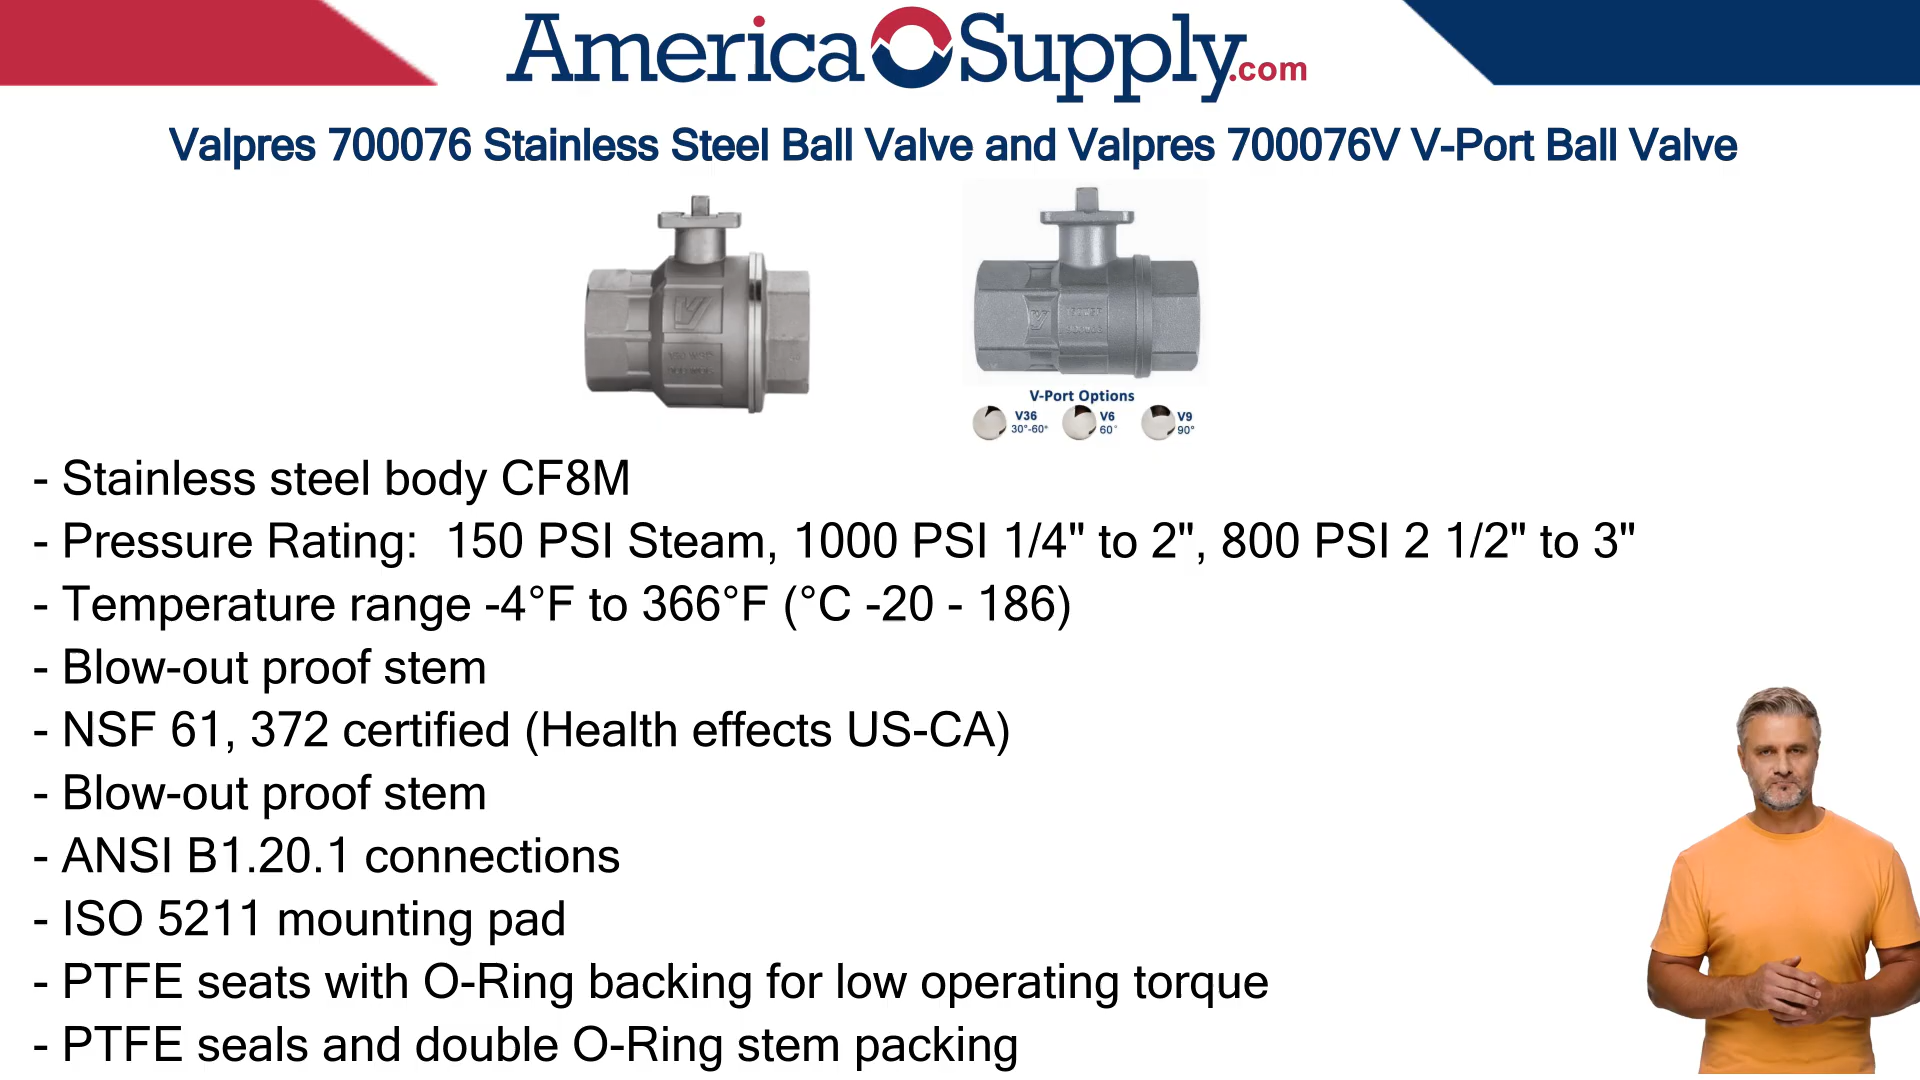 AmericaSupply.com
Valpres 700076 Stainless Steel Ball Valve and Valpres 700076V V-Port Ball Valve
V-Port Options
V36
30°-60°
V6
60°
V9
90°
- Stainless steel body CF8M
- Pressure Rating:  150 PSI Steam, 1000 PSI 1/4" to 2", 800 PSI 2 1/2" to 3"
- Temperature range -4°F to 366°F (°C -20 - 186)
- Blow-out proof stem
- NSF 61, 372 certified (Health effects US-CA)
- Blow-out proof stem
- ANSI B1.20.1 connections
- ISO 5211 mounting pad
- PTFE seats with O-Ring backing for low operating torque
- PTFE seals and double O-Ring stem packing